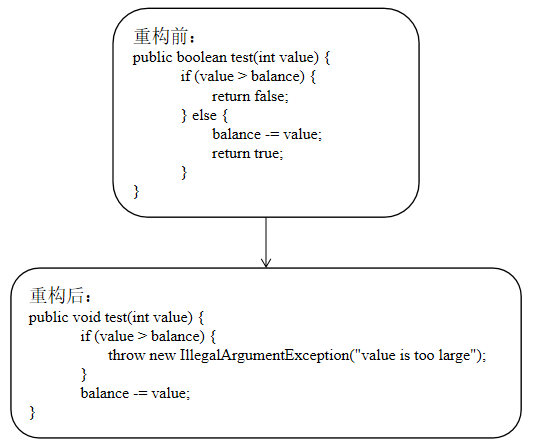 重构前：
public boolean test(int value) {
if (value > balance) {
return false;
} else {
balance -= value;
return true;
}
}
重构后：
public void test(int value) {
if (value > balance) {
throw new IllegalArgumentException("value is too large");
}
balance -= value;
}